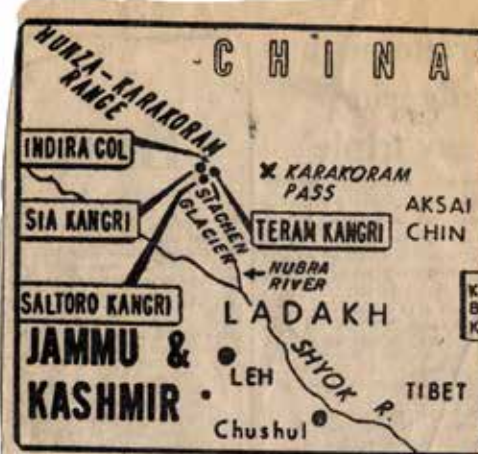 CHINA
HUNZA-KARAKORAM
RANGE
INDIRA COL
KARAKORAM
PASS
AKSAI
CHIN
SIACHEN
GLACIER
SIA KANGRI
TERAM KANGRI
NUBRA
RIVER
SALTORO KANGRI
LADAKH
JAMMU &
KASHMIR
LEH
SHYOK R.
TIBET
Chushul